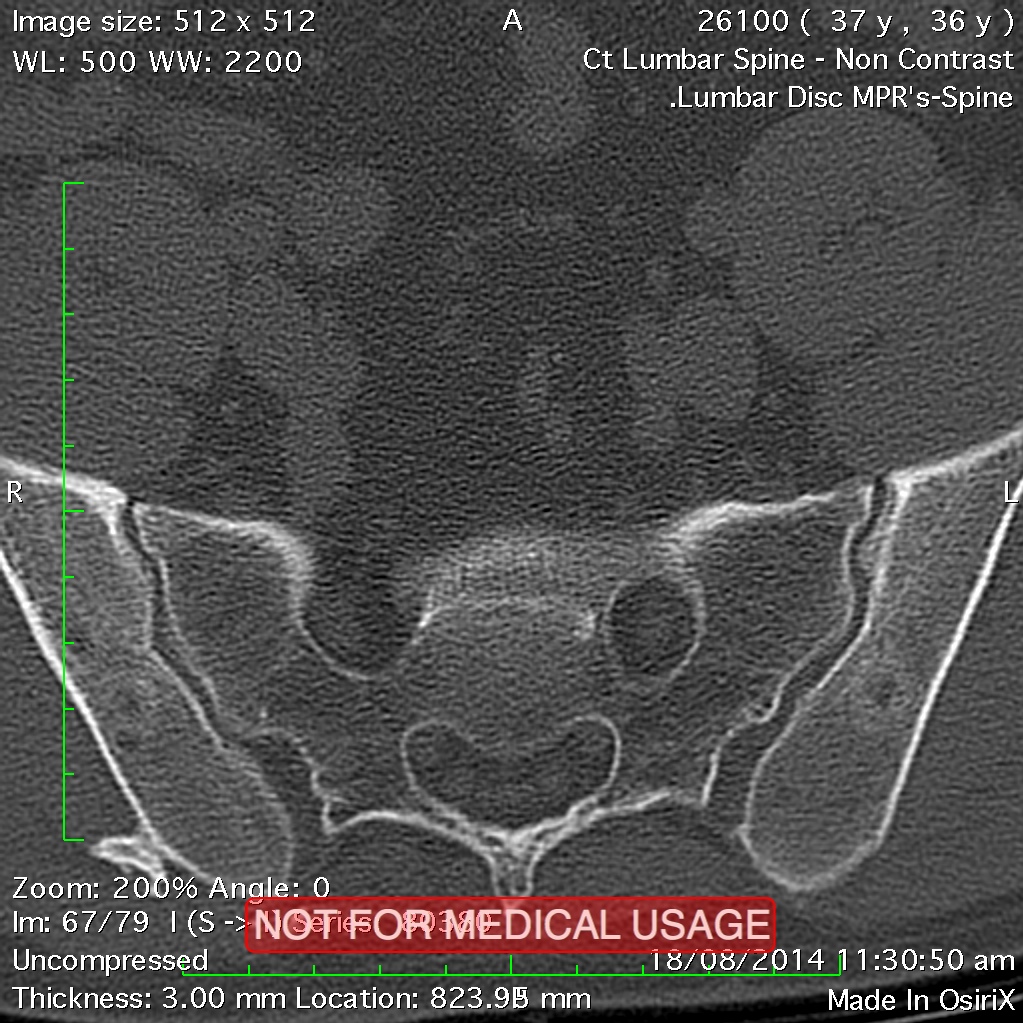 Image size: 512 x 512
A
26100 ( 37 y , 36 y )
WL: 500 WW: 2200
Ct Lumbar Spine - Non Contrast
.Lumbar Disc MPR's-Spine
R
L
Zoom: 200% Angle: 0
Im: 67/79 I (S -> I) Series: 80380
NOT FOR MEDICAL USAGE
Uncompressed
18/08/2014 11:30:50 am
Thickness: 3.00 mm Location: 823.95 mm
Made In OsiriX